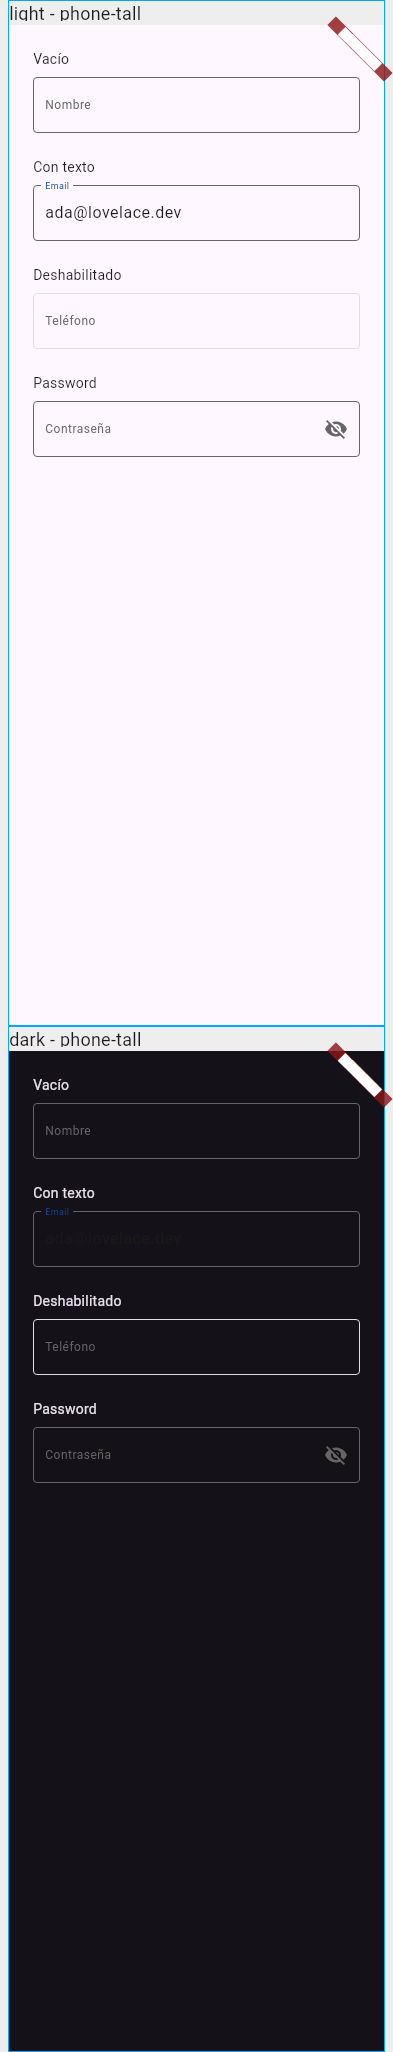 light - phone-tall
Vacío
Nombre
Con texto
Email
ada@lovelace.dev
Deshabilitado
Teléfono
Password
Contraseña
dark - phone-tall
Vacío
Nombre
Con texto
Email
ada@lovelace.dev
Deshabilitado
Teléfono
Password
Contraseña